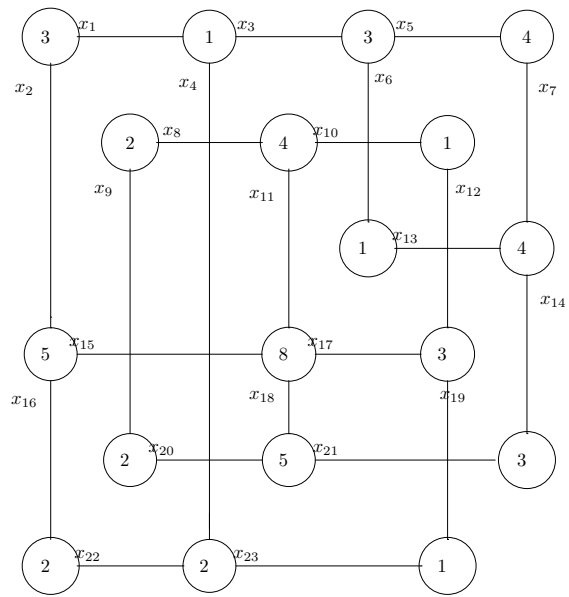 3 x₁ 1 x₃ 3 x₅ 4
x₂ x₄ x₆ x₇
2 x₈ 4 x₁₀ 1
x₉ x₁₁ x₁₂
1 x₁₃ 4
x₁₄
5 x₁₅ 8 x₁₇ 3
x₁₆ x₁₈ x₁₉
2 x₂₀ 5 x₂₁ 3
2 x₂₂ 2 x₂₃ 1